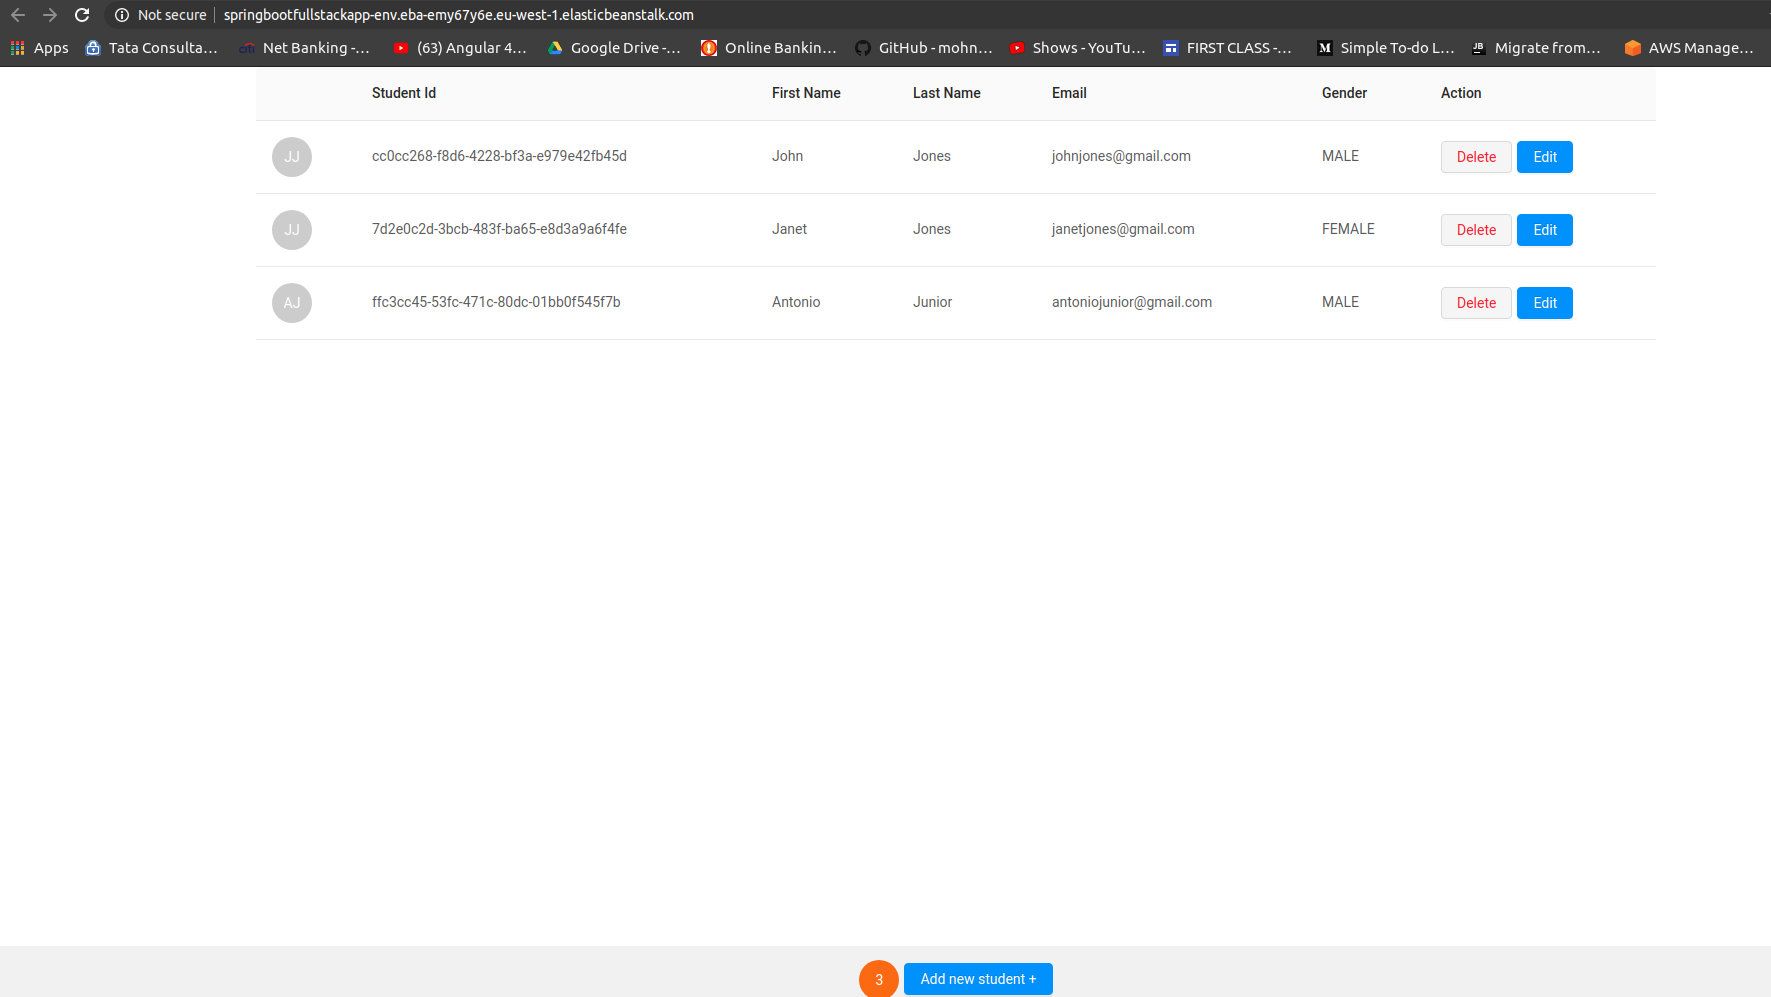 Not secure springbootfullstackapp-env.eba-emy67y6e.eu-west-1.elasticbeanstalk.com
Apps Tata Consulta... citi Net Banking -... (63) Angular 4... Google Drive -... Online Bankin... GitHub - mohn... Shows - YouTu... FIRST CLASS -... M Simple To-do L... JB Migrate from... AWS Manage...
Student Id First Name Last Name Email Gender Action
JJ cc0cc268-f8d6-4228-bf3a-e979e42fb45d John Jones johnjones@gmail.com MALE Delete Edit
JJ 7d2e0c2d-3bcb-483f-ba65-e8d3a9a6f4fe Janet Jones janetjones@gmail.com FEMALE Delete Edit
AJ ffc3cc45-53fc-471c-80dc-01bb0f545f7b Antonio Junior antoniojunior@gmail.com MALE Delete Edit
3 Add new student +